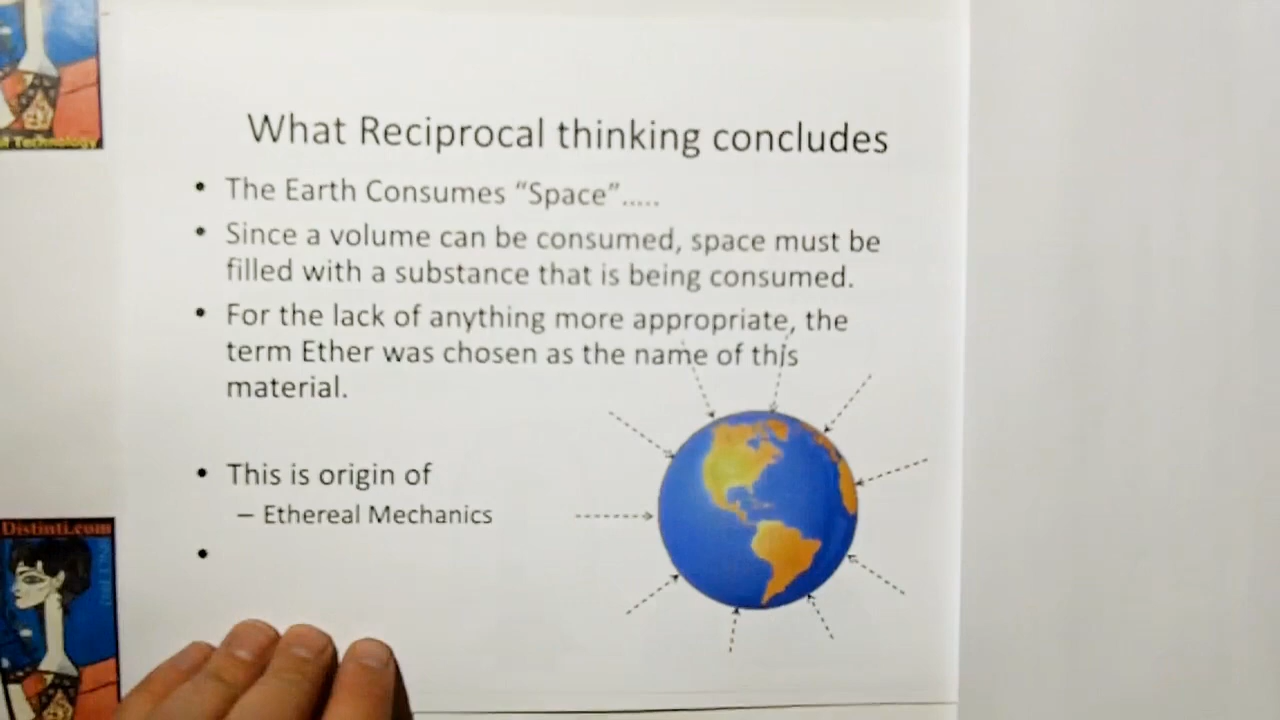 What Reciprocal thinking concludes
• The Earth Consumes “Space”.....
• Since a volume can be consumed, space must be
filled with a substance that is being consumed.
• For the lack of anything more appropriate, the
term Ether was chosen as the name of this
material.
• This is origin of
– Ethereal Mechanics
•
Technology
Distinti.com